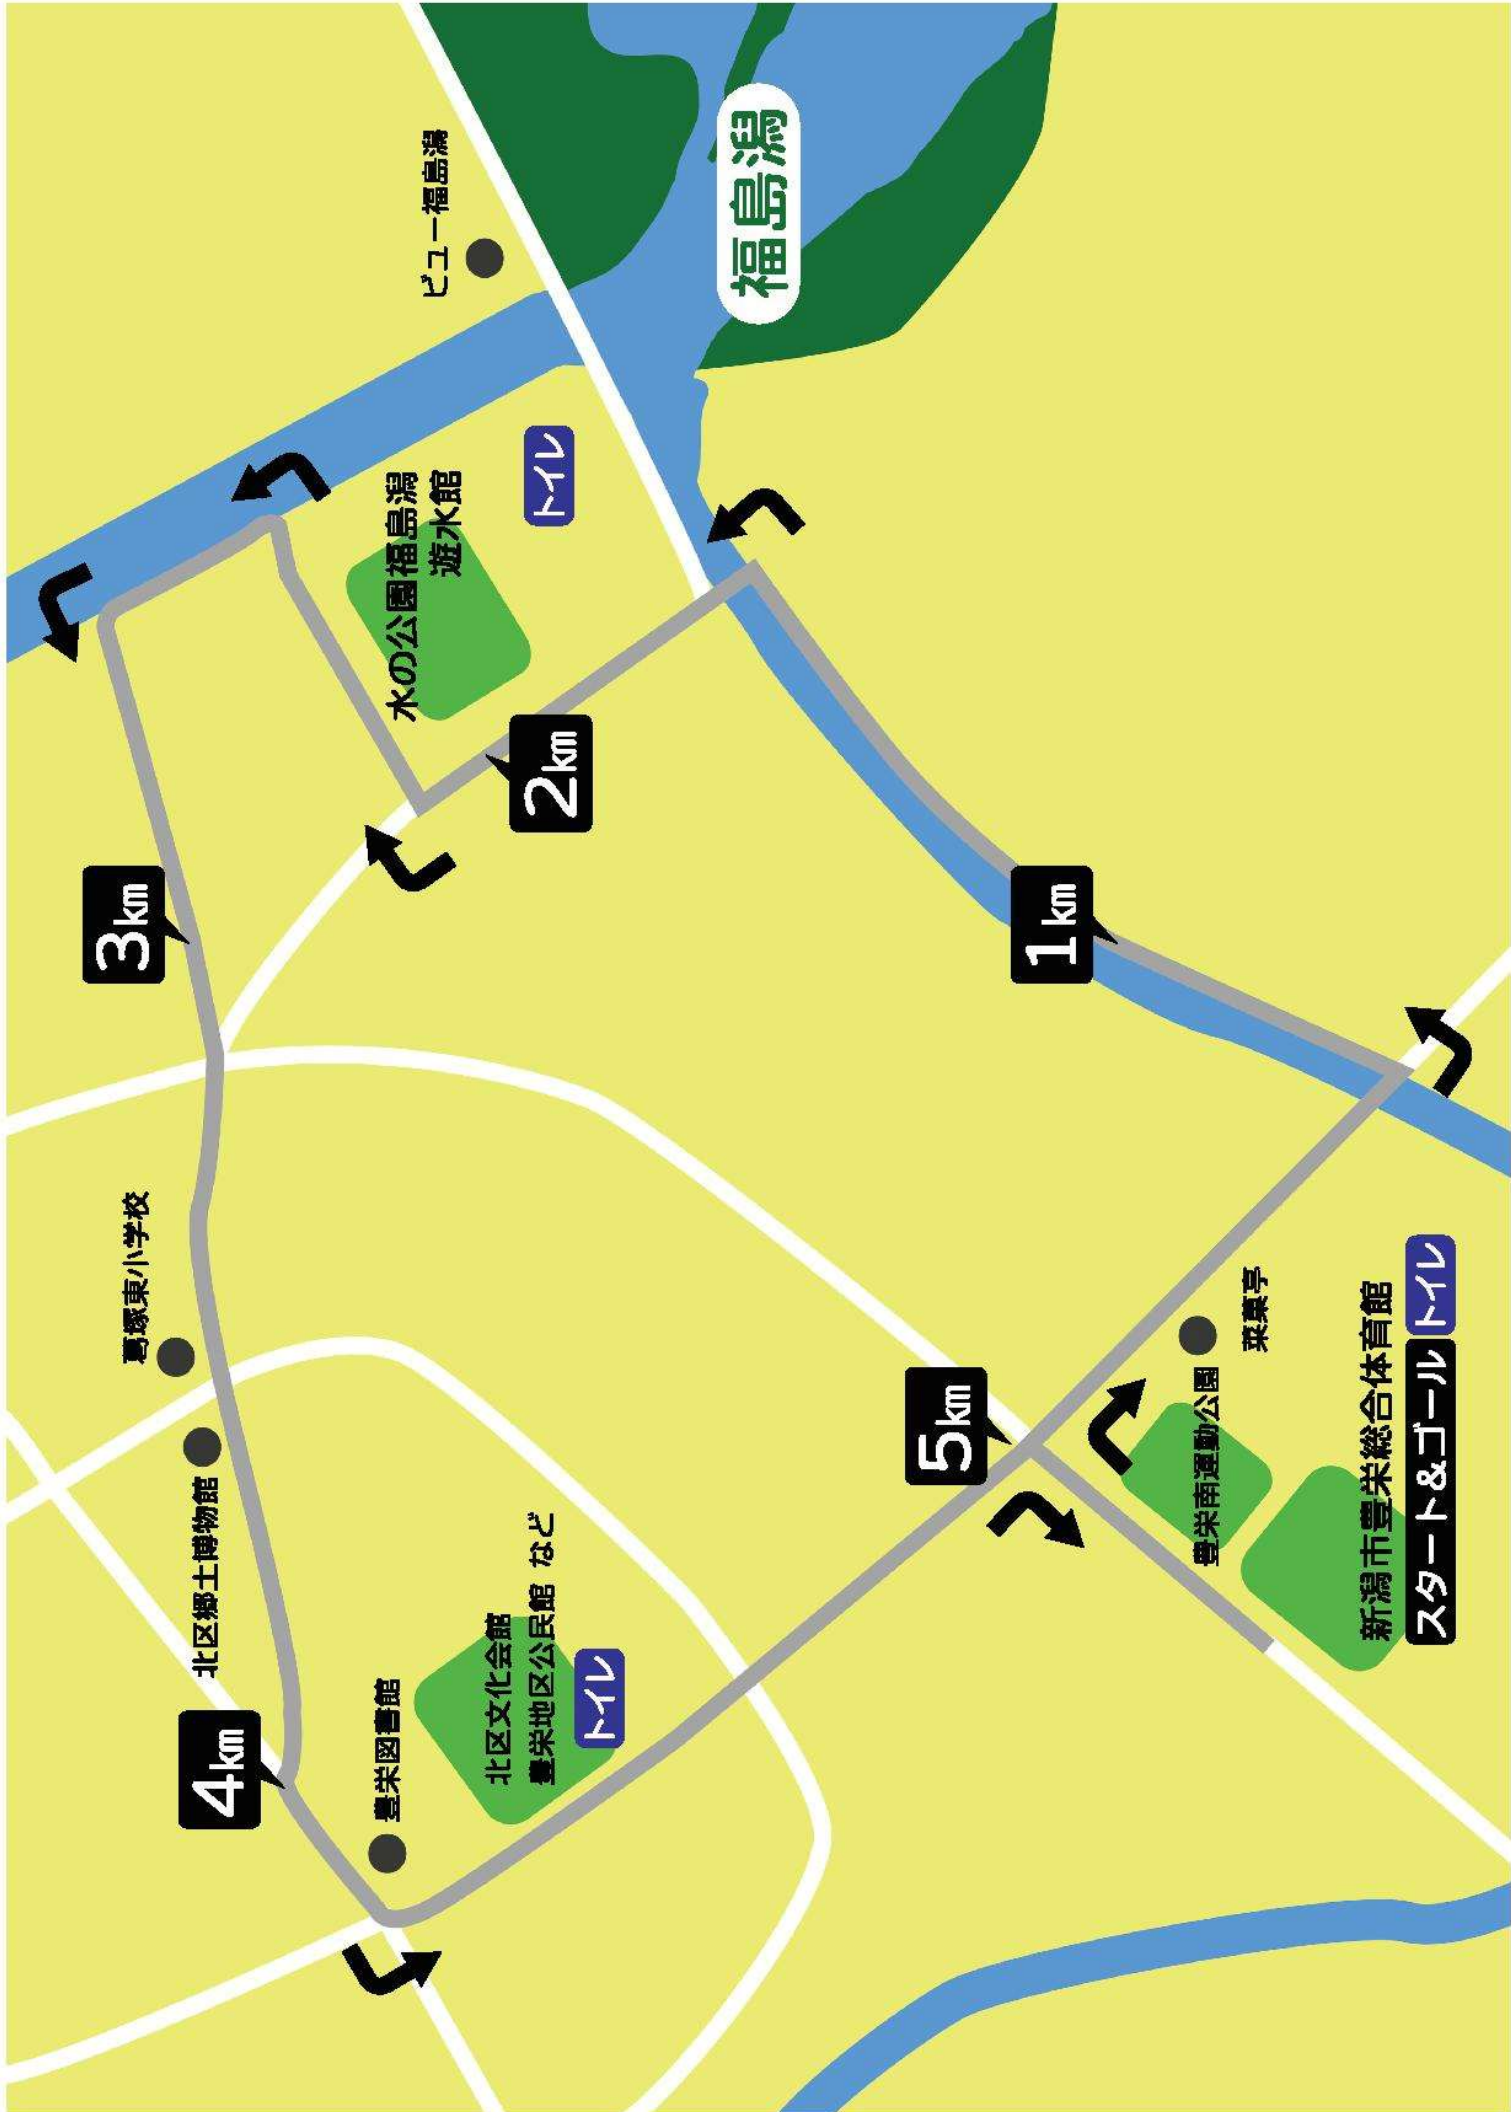 3km
葛塚東小学校
北区郷土博物館
4km
豊栄図書館
水の公園福島潟
遊水館
トイレ
ビュー福島潟
北区文化会館
豊栄地区公民館 など
トイレ
2km
福島潟
5km
1km
豊栄南運動公園
菜菓亭
新潟市豊栄総合体育館
スタート&ゴール トイレ